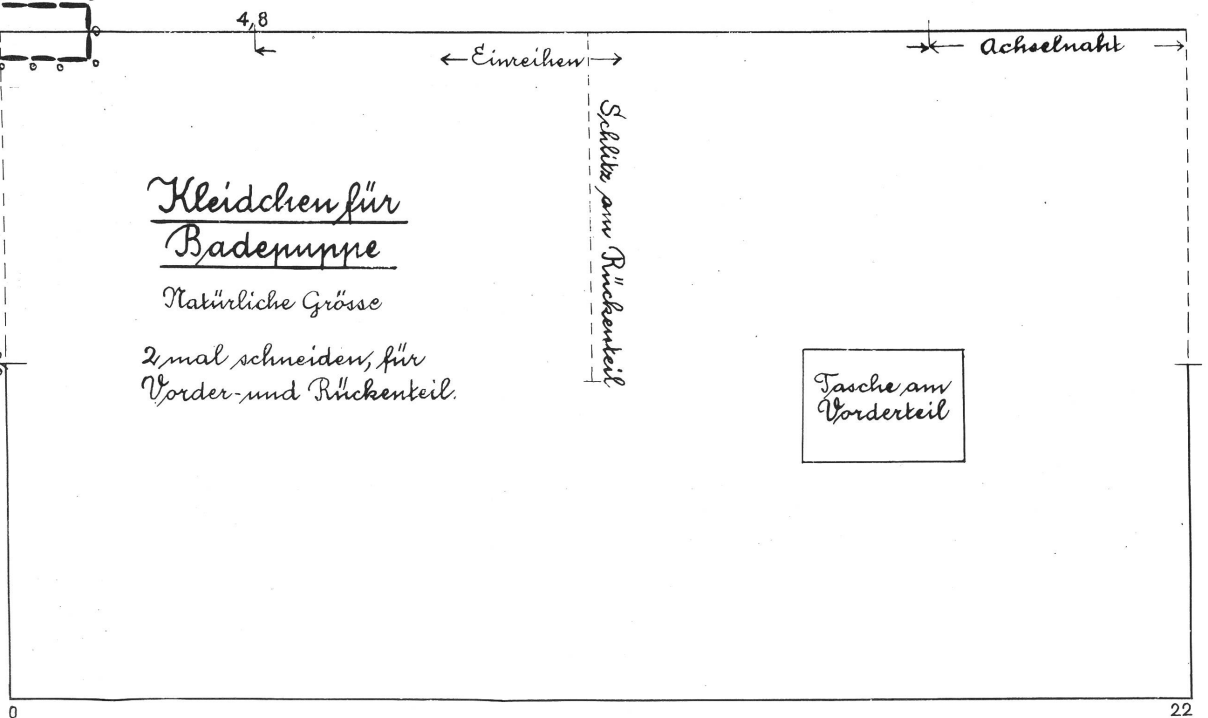 4,8
Einreihen
Achselnaht
Schlitz am Rückenteil
Kleidchen für
Badepuppe
Natürliche Grösse
2 mal schneiden, für
Vorder- und Rückenteil.
Tasche am
Vorderteil
0
22